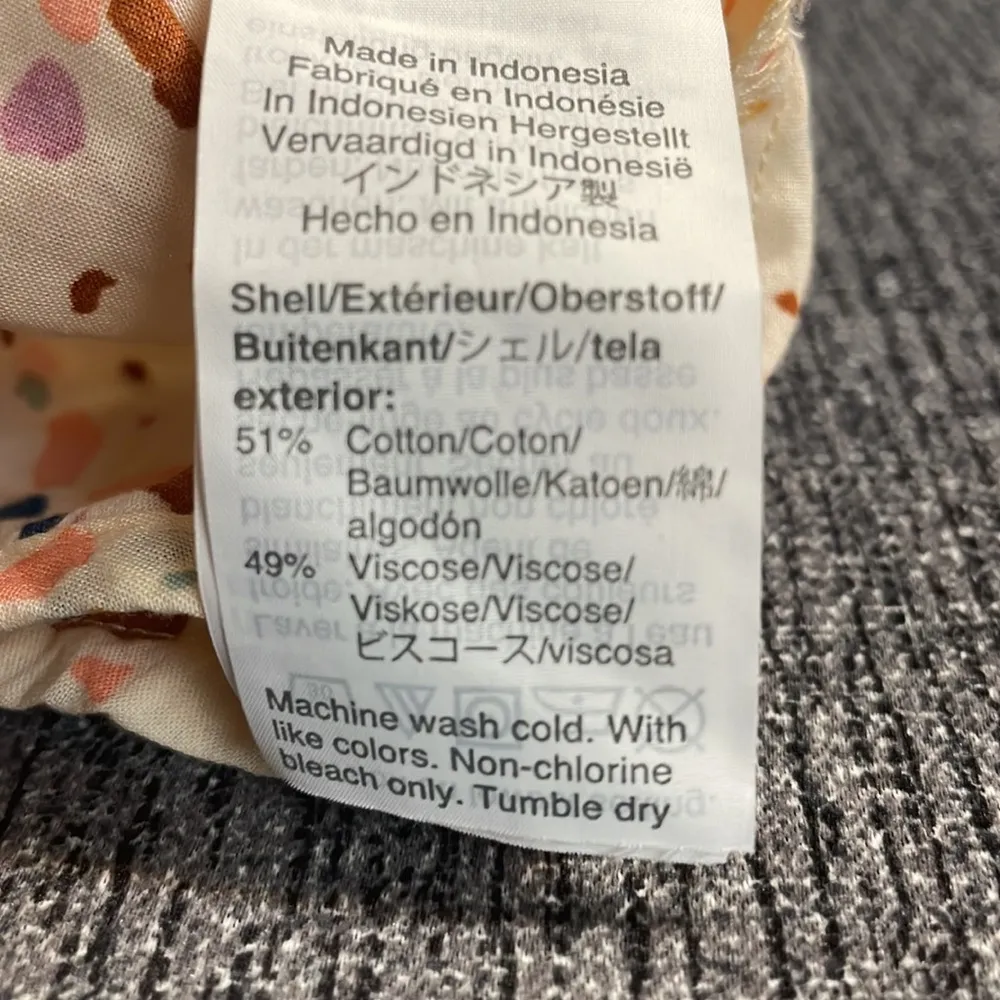 Made in Indonesia
Fabriqué en Indonésie
In Indonesien Hergestellt
Vervaardigd in Indonesië
インドネシア製
Hecho en Indonesia
Shell/Extérieur/Oberstoff/
Buitenkant/シェル/tela
exterior:
51% Cotton/Coton/
Baumwolle/Katoen/綿/
algodón
49% Viscose/Viscose/
Viskose/Viscose/
ビスコース/viscosa
Machine wash cold. With
like colors. Non-chlorine
bleach only. Tumble dry